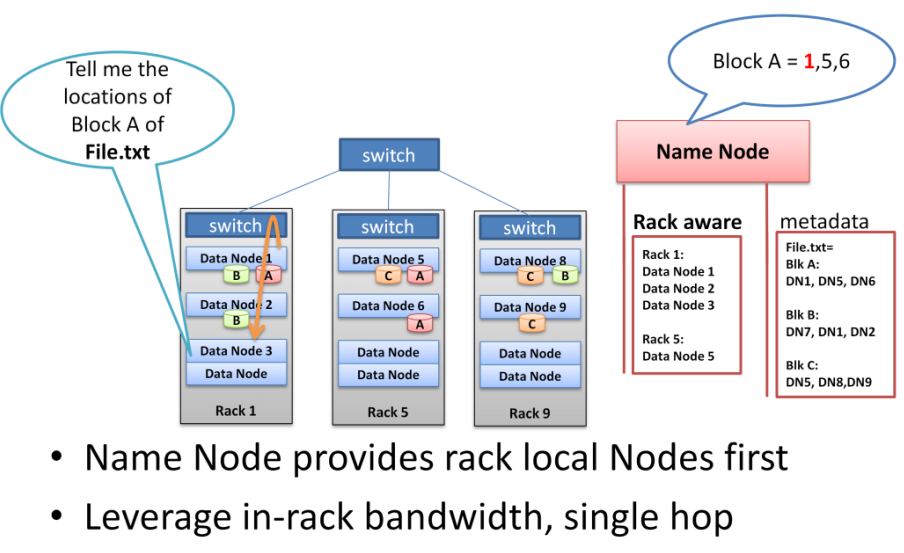 Tell me the
locations of
Block A of
File.txt
Block A = 1,5,6
switch
Name Node
switch
Data Node 1
B
A
Data Node 2
B
Data Node 3
Data Node
Rack 1
switch
Data Node 5
C
A
Data Node 6
A
Data Node
Data Node
Rack 5
switch
Data Node 8
C
B
Data Node 9
C
Data Node
Data Node
Rack 9
Rack aware
Rack 1:
Data Node 1
Data Node 2
Data Node 3
Rack 5:
Data Node 5
metadata
File.txt=
Blk A:
DN1, DN5, DN6
Blk B:
DN7, DN1, DN2
Blk C:
DN5, DN8,DN9
• Name Node provides rack local Nodes first
• Leverage in-rack bandwidth, single hop